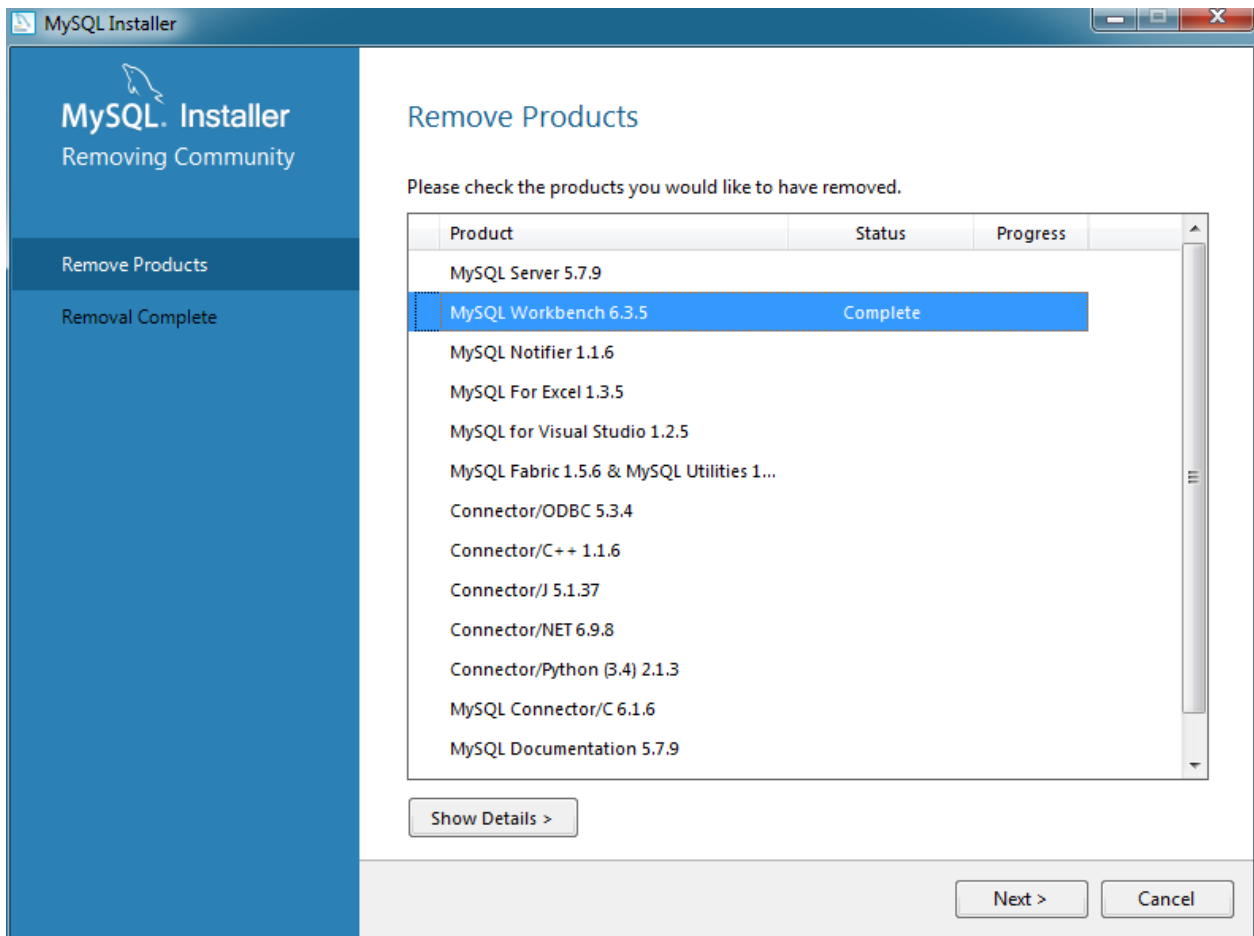 MySQL Installer
MySQL. Installer
Removing Community
Remove Products
Removal Complete
Remove Products
Please check the products you would like to have removed.
Product Status Progress
MySQL Server 5.7.9
MySQL Workbench 6.3.5 Complete
MySQL Notifier 1.1.6
MySQL For Excel 1.3.5
MySQL for Visual Studio 1.2.5
MySQL Fabric 1.5.6 & MySQL Utilities 1...
Connector/ODBC 5.3.4
Connector/C++ 1.1.6
Connector/J 5.1.37
Connector/NET 6.9.8
Connector/Python (3.4) 2.1.3
MySQL Connector/C 6.1.6
MySQL Documentation 5.7.9
Show Details >
Next > Cancel